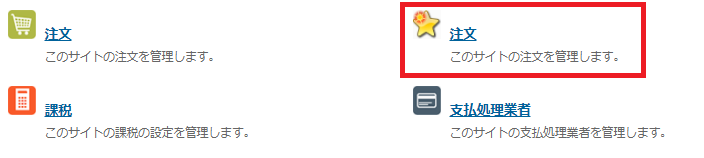 注文
このサイトの注文を管理します。
注文
このサイトの注文を管理します。
課税
このサイトの課税の設定を管理します。
支払処理業者
このサイトの支払処理業者を管理します。